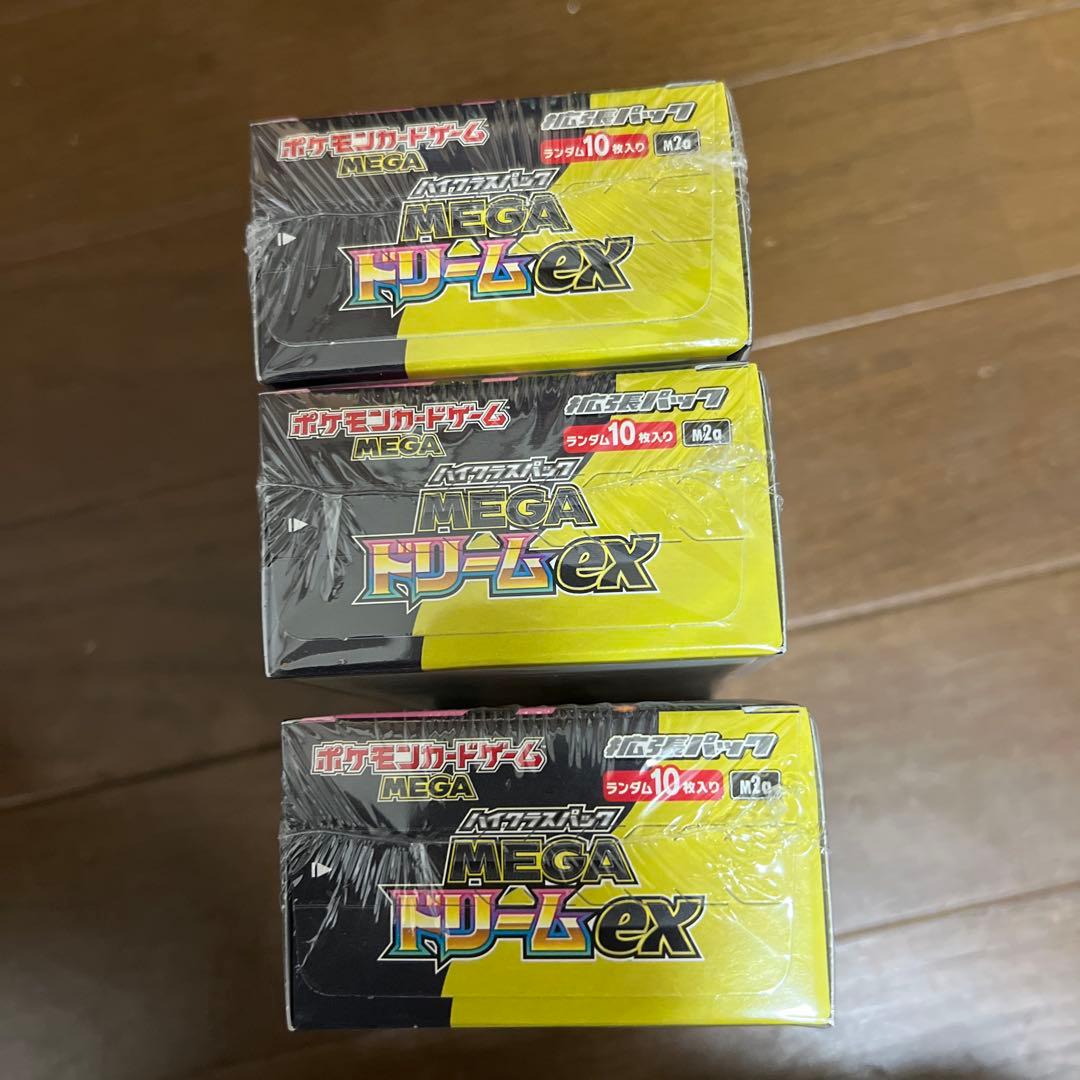 ポケモンカードゲーム
MEGA
拡張パック
ランダム10枚入り M2a
ハイクラスパック
MEGA
ドリームex
ポケモンカードゲーム
MEGA
拡張パック
ランダム10枚入り M2a
ハイクラスパック
MEGA
ドリームex
ポケモンカードゲーム
MEGA
拡張パック
ランダム10枚入り M2a
ハイクラスパック
MEGA
ドリームex